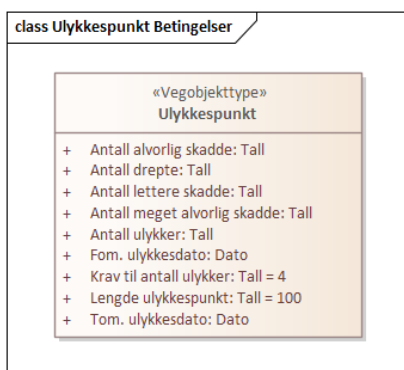 class Ulykkespunkt Betingelser
«Vegobjekttype»
Ulykkespunkt
+ Antall alvorlig skadde: Tall
+ Antall drepte: Tall
+ Antall lettere skadde: Tall
+ Antall meget alvorlig skadde: Tall
+ Antall ulykker: Tall
+ Fom. ulykkesdato: Dato
+ Krav til antall ulykker: Tall = 4
+ Lengde ulykkespunkt: Tall = 100
+ Tom. ulykkesdato: Dato